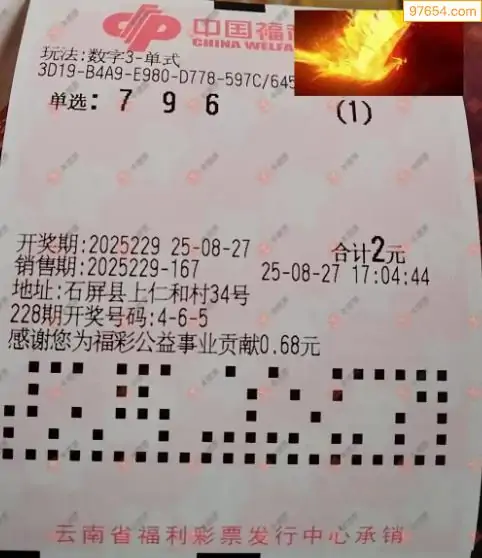 97654.com
中国福
CHINA WELFA
玩法:数字3-单式
3D19-B4A9-E980-D778-597C/645
单选: 7 9 6 (1)
开奖期:2025229 25-08-27 合计2元
销售期:2025229-167 25-08-27 17:04:44
地址:石屏县上仁和村34号
228期开奖号码:4-6-5
感谢您为福彩公益事业贡献0.68元
云南省福利彩票发行中心承销